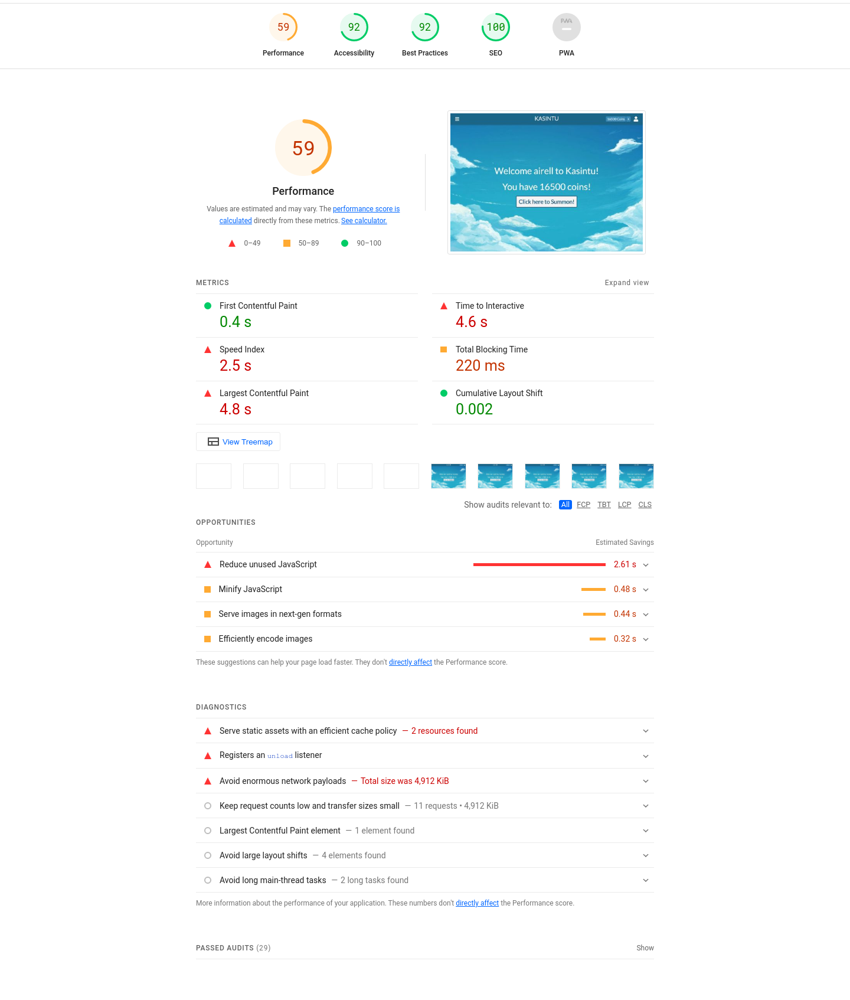 59
92
92
100
PWA
Performance
Accessibility
Best Practices
SEO
PWA
59
Performance
Values are estimated and may vary. The performance score is
calculated directly from these metrics. See calculator.
0–49
50–89
90–100
KASINTU
16500 Coins +
Welcome airell to Kasintu!
You have 16500 coins!
Click here to Summon!
METRICS
Expand view
First Contentful Paint
0.4 s
Time to Interactive
4.6 s
Speed Index
2.5 s
Total Blocking Time
220 ms
Largest Contentful Paint
4.8 s
Cumulative Layout Shift
0.002
View Treemap
Show audits relevant to: All FCP TBT LCP CLS
OPPORTUNITIES
Opportunity
Estimated Savings
Reduce unused JavaScript 2.61 s
Minify JavaScript 0.48 s
Serve images in next-gen formats 0.44 s
Efficiently encode images 0.32 s
These suggestions can help your page load faster. They don't directly affect the Performance score.
DIAGNOSTICS
Serve static assets with an efficient cache policy — 2 resources found
Registers an unload listener
Avoid enormous network payloads — Total size was 4,912 KiB
Keep request counts low and transfer sizes small — 11 requests • 4,912 KiB
Largest Contentful Paint element — 1 element found
Avoid large layout shifts — 4 elements found
Avoid long main-thread tasks — 2 long tasks found
More information about the performance of your application. These numbers don't directly affect the Performance score.
PASSED AUDITS (29)
Show